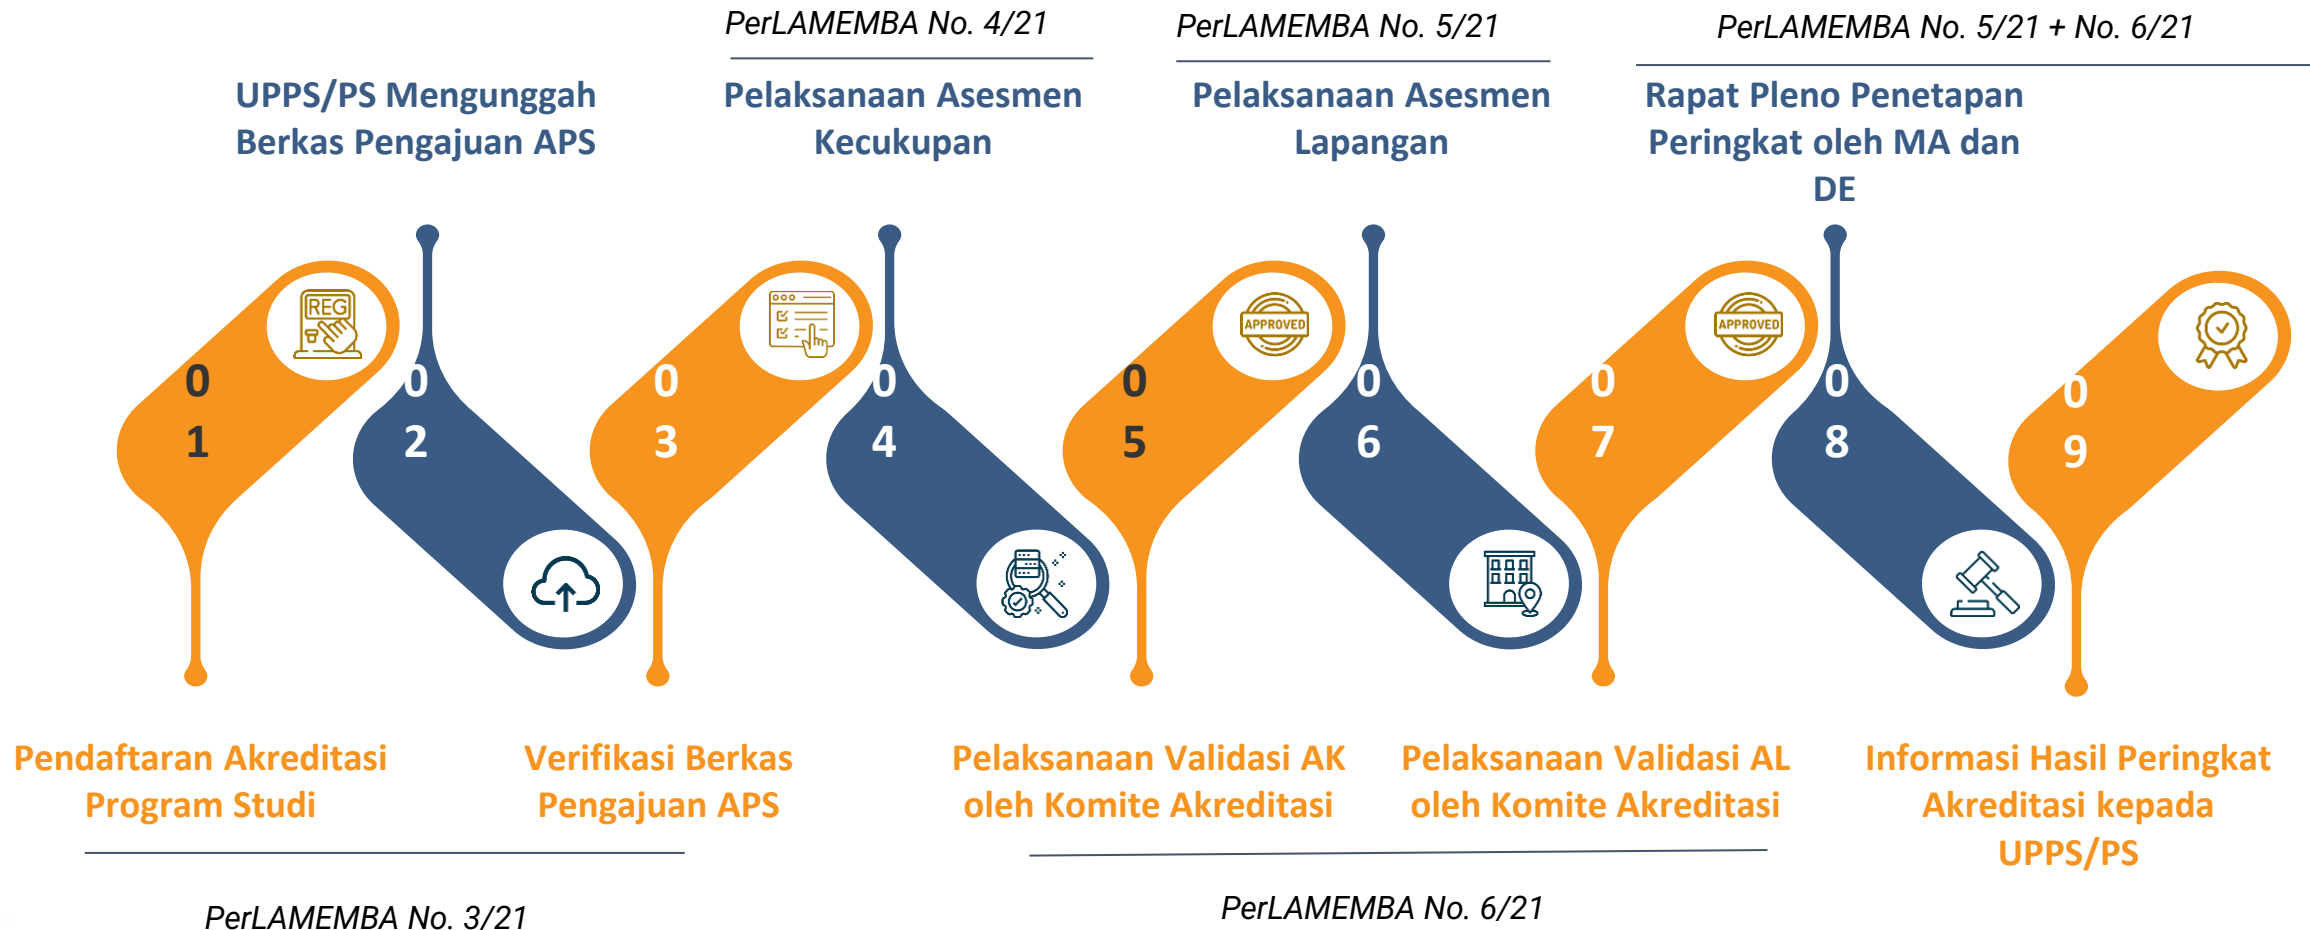 PerLAMEMBA No. 4/21
PerLAMEMBA No. 5/21
PerLAMEMBA No. 5/21 + No. 6/21
UPPS/PS Mengunggah
Berkas Pengajuan APS
Pelaksanaan Asesmen
Kecukupan
Pelaksanaan Asesmen
Lapangan
Rapat Pleno Penetapan
Peringkat oleh MA dan
DE
REG
APPROVED
APPROVED
0
1
0
2
0
3
0
4
0
5
0
6
0
7
0
8
0
9
Pendaftaran Akreditasi
Program Studi
Verifikasi Berkas
Pengajuan APS
Pelaksanaan Validasi AK
oleh Komite Akreditasi
Pelaksanaan Validasi AL
oleh Komite Akreditasi
Informasi Hasil Peringkat
Akreditasi kepada
UPPS/PS
PerLAMEMBA No. 3/21
PerLAMEMBA No. 6/21